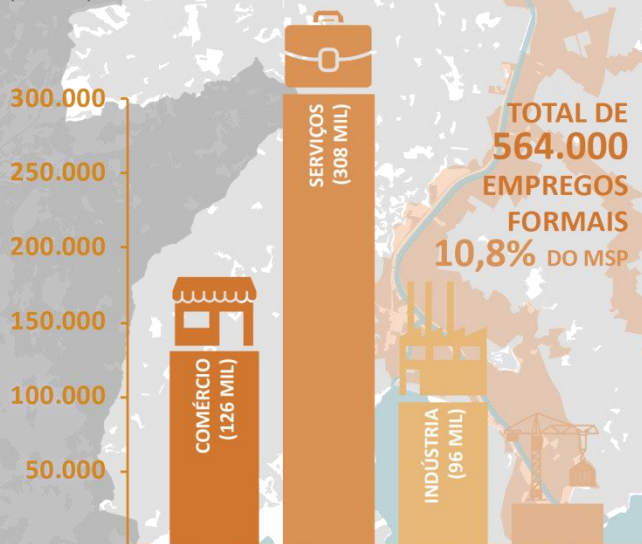 300.000
250.000
200.000
150.000
100.000
50.000
COMÉRCIO
(126 MIL)
SERVIÇOS
(308 MIL)
INDÚSTRIA
(96 MIL)
TOTAL DE
564.000
EMPREGOS
FORMAIS
10,8% DO MSP